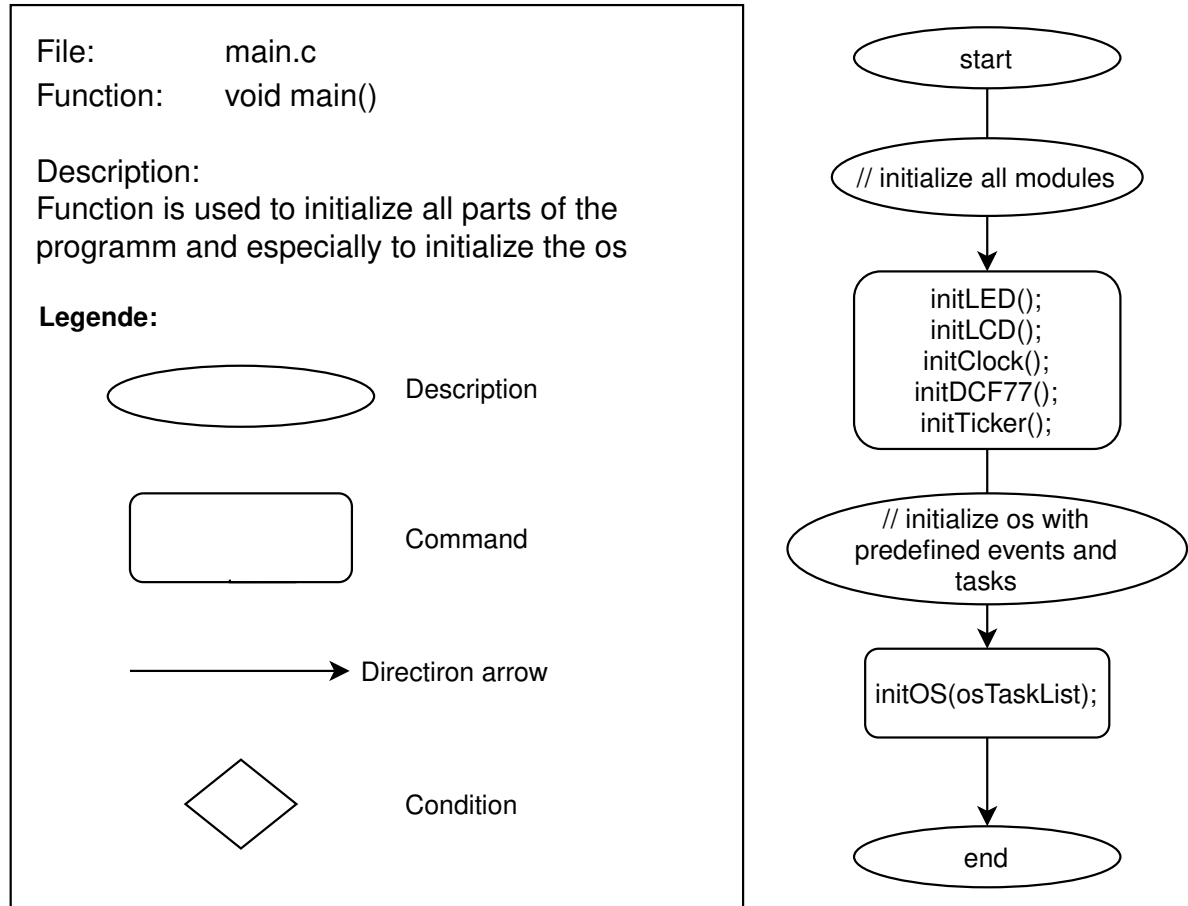 File: main.c
Function: void main()
Description:
Function is used to initialize all parts of the
programm and especially to initialize the os
Legende:
Description
Command
Directiron arrow
Condition
start
// initialize all modules
initLED();
initLCD();
initClock();
initDCF77();
initTicker();
// initialize os with
predefined events and
tasks
initOS(osTaskList);
end